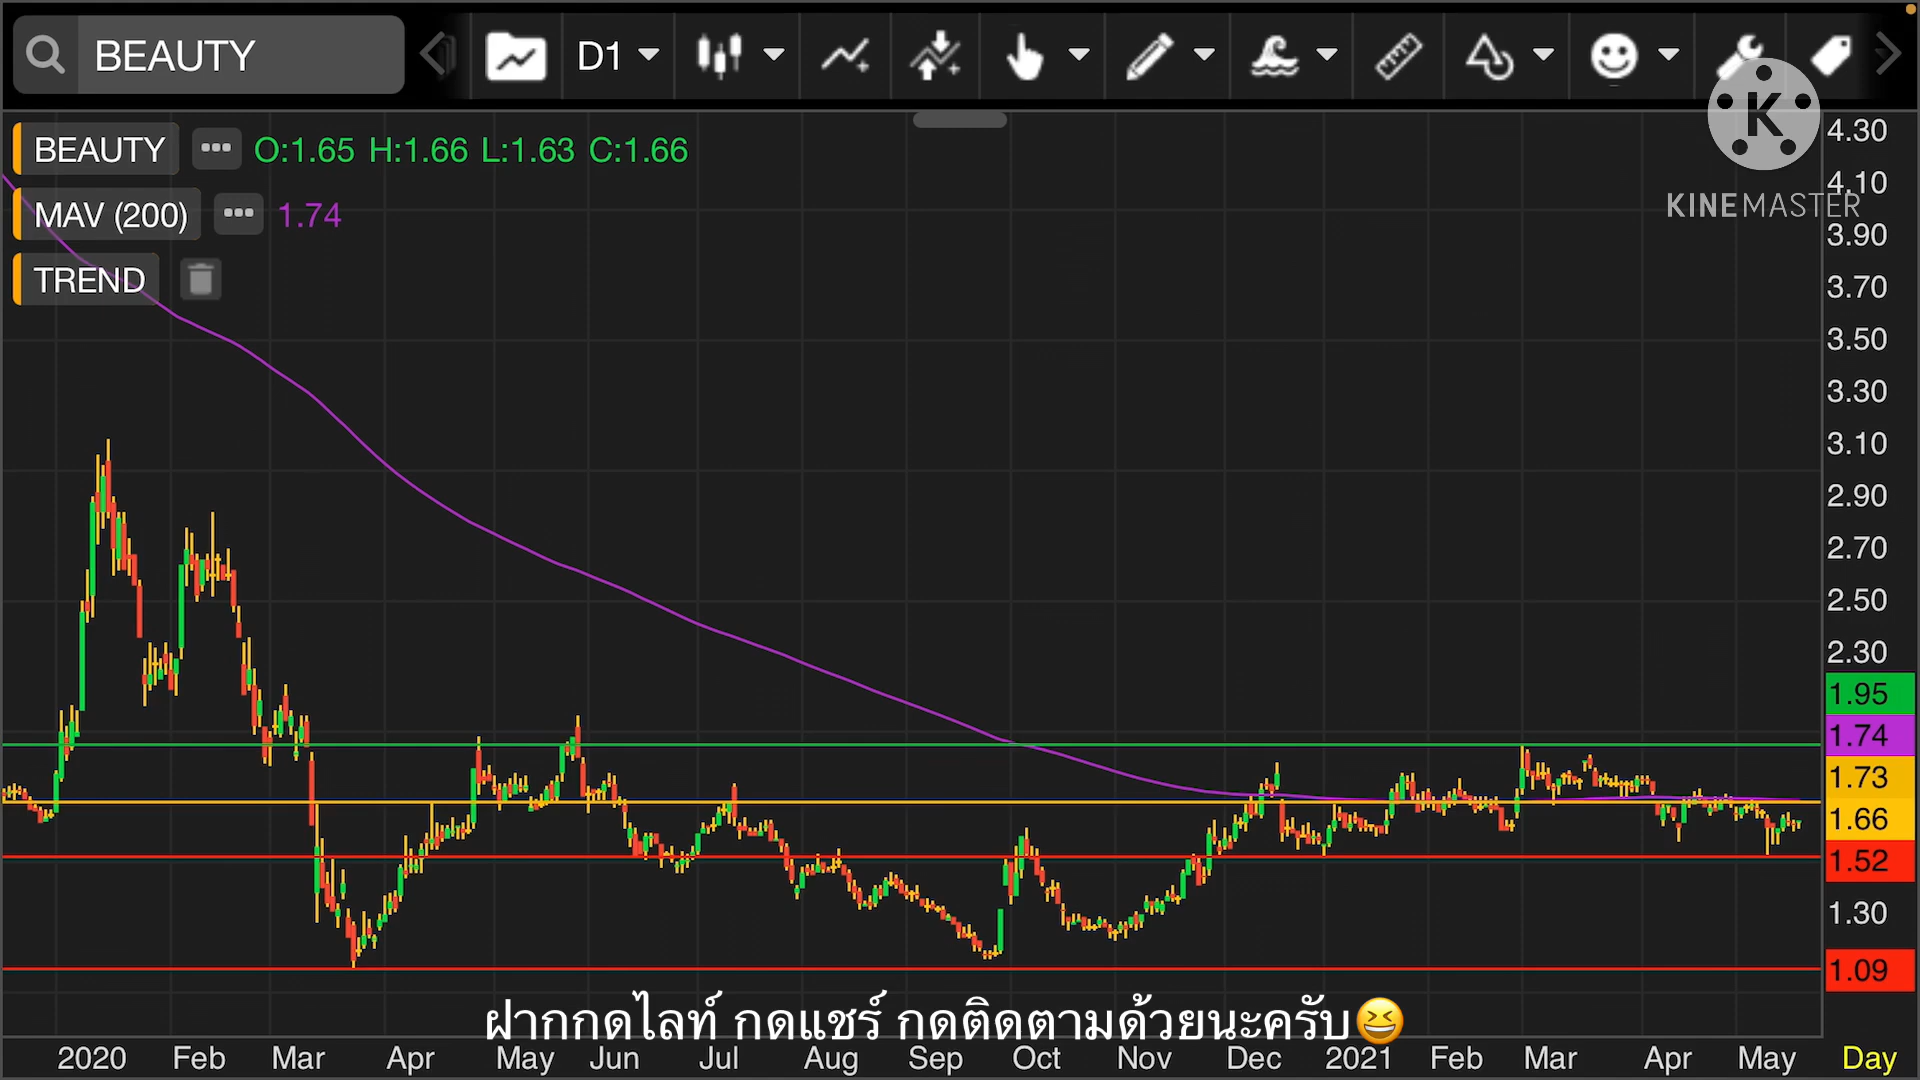 BEAUTY D1
BEAUTY O:1.65 H:1.66 L:1.63 C:1.66
MAV (200) 1.74
TREND
K
KINEMASTER
4.30
4.10
3.90
3.70
3.50
3.30
3.10
2.90
2.70
2.50
2.30
1.95
1.74
1.73
1.66
1.52
1.30
1.09
ฝากกดไลท์ กดแชร์ กดติดตามด้วยนะครับ😆
2020 Feb Mar Apr May Jun Jul Aug Sep Oct Nov Dec 2021 Feb Mar Apr May Day